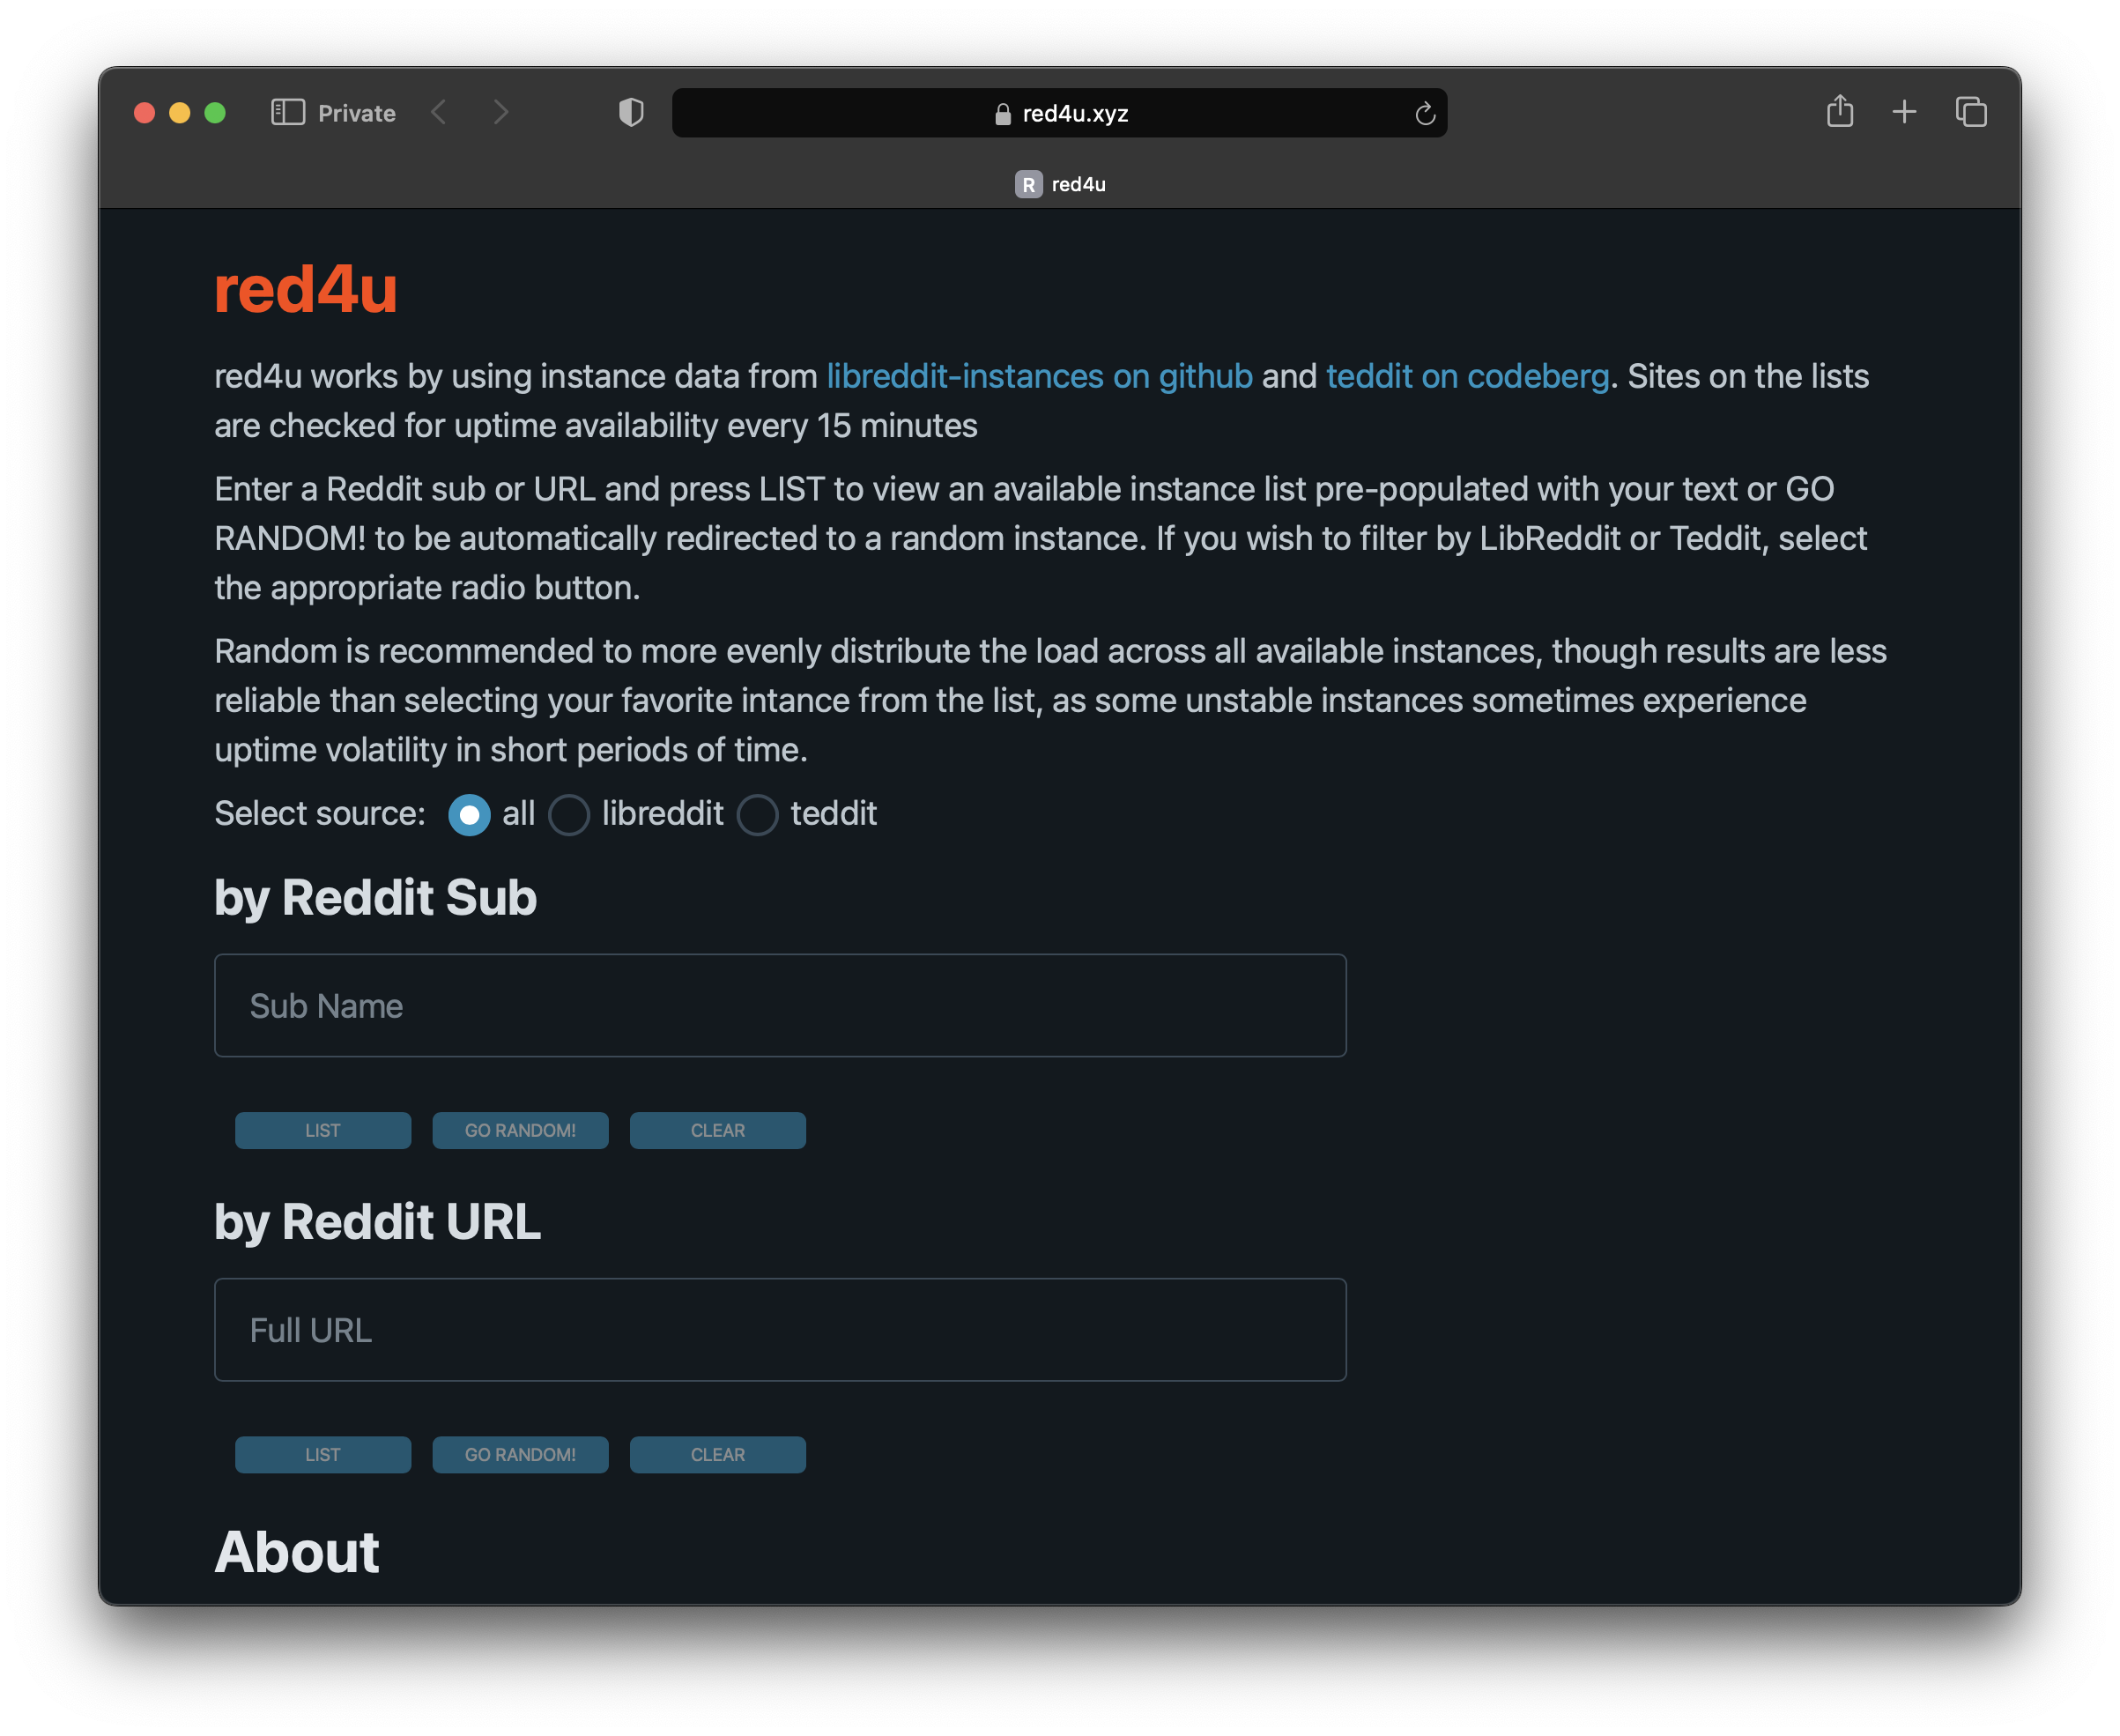 Private
red4u.xyz
R red4u
red4u
red4u works by using instance data from libreddit-instances on github and teddit on codeberg. Sites on the lists
are checked for uptime availability every 15 minutes
Enter a Reddit sub or URL and press LIST to view an available instance list pre-populated with your text or GO
RANDOM! to be automatically redirected to a random instance. If you wish to filter by LibReddit or Teddit, select
the appropriate radio button.
Random is recommended to more evenly distribute the load across all available instances, though results are less
reliable than selecting your favorite intance from the list, as some unstable instances sometimes experience
uptime volatility in short periods of time.
Select source: all libreddit teddit
by Reddit Sub
Sub Name
LIST GO RANDOM! CLEAR
by Reddit URL
Full URL
LIST GO RANDOM! CLEAR
About